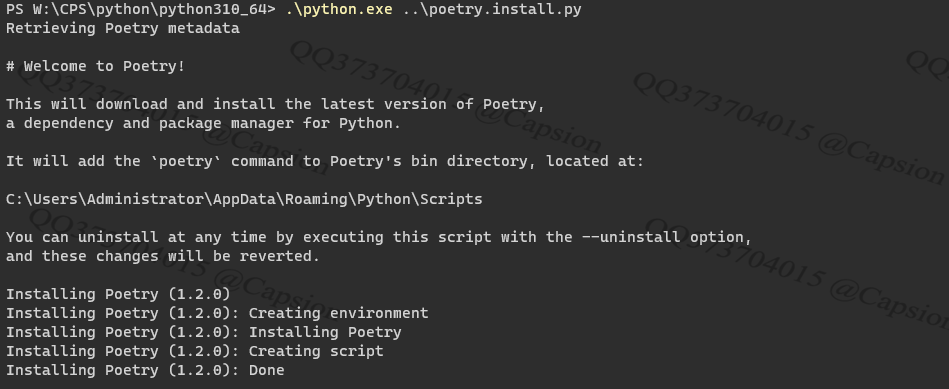 PS W:\CPS\python\python310_64> .\python.exe ..\poetry.install.py
Retrieving Poetry metadata
# Welcome to Poetry!
This will download and install the latest version of Poetry,
a dependency and package manager for Python.
It will add the `poetry` command to Poetry's bin directory, located at:
C:\Users\Administrator\AppData\Roaming\Python\Scripts
You can uninstall at any time by executing this script with the --uninstall option,
and these changes will be reverted.
Installing Poetry (1.2.0)
Installing Poetry (1.2.0): Creating environment
Installing Poetry (1.2.0): Installing Poetry
Installing Poetry (1.2.0): Creating script
Installing Poetry (1.2.0): Done
QQ373704015 @Capsion
QQ373704015 @Capsion
QQ373704015 @Capsion
QQ
QQ373704015 @Capsion
QQ373704015 @Capsion